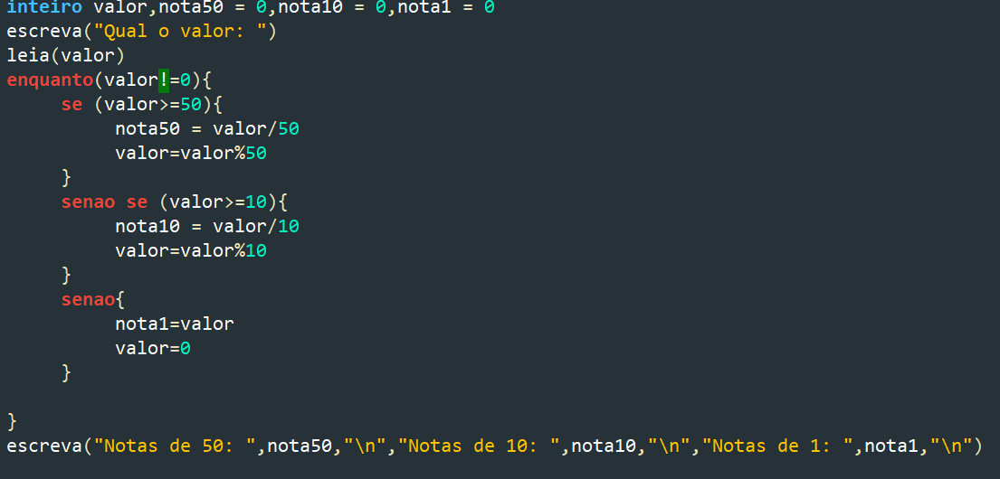 inteiro valor,nota50 = 0,nota10 = 0,nota1 = 0
escreva("Qual o valor: ")
leia(valor)
enquanto(valor!=0){
     se (valor>=50){
          nota50 = valor/50
          valor=valor%50
     }
     senao se (valor>=10){
          nota10 = valor/10
          valor=valor%10
     }
     senao{
          nota1=valor
          valor=0
     }
}
escreva("Notas de 50: ",nota50,"\n","Notas de 10: ",nota10,"\n","Notas de 1: ",nota1,"\n")